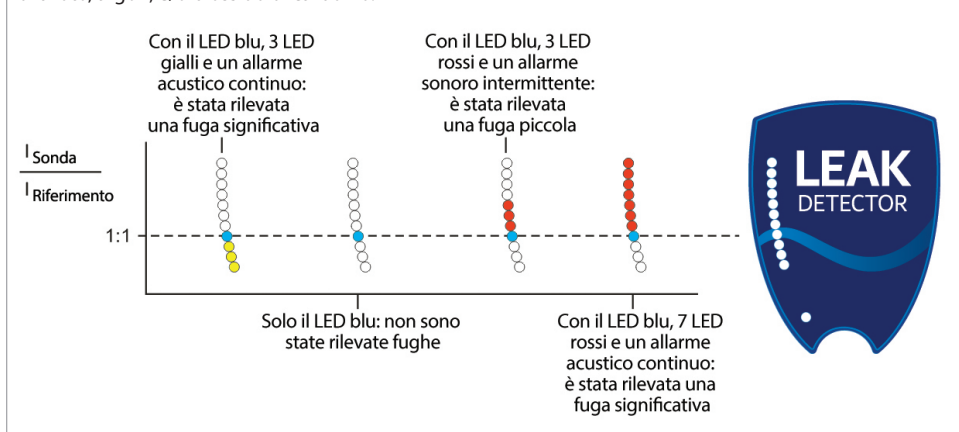 Con il LED blu, 3 LED
gialli e un allarme
acustico continuo:
è stata rilevata
una fuga significativa
Con il LED blu, 3 LED
rossi e un allarme
sonoro intermittente:
è stata rilevata
una fuga piccola
I Sonda
I Riferimento
1:1
Solo il LED blu: non sono
state rilevate fughe
Con il LED blu, 7 LED
rossi e un allarme
acustico continuo:
è stata rilevata una
fuga significativa
LEAK
DETECTOR